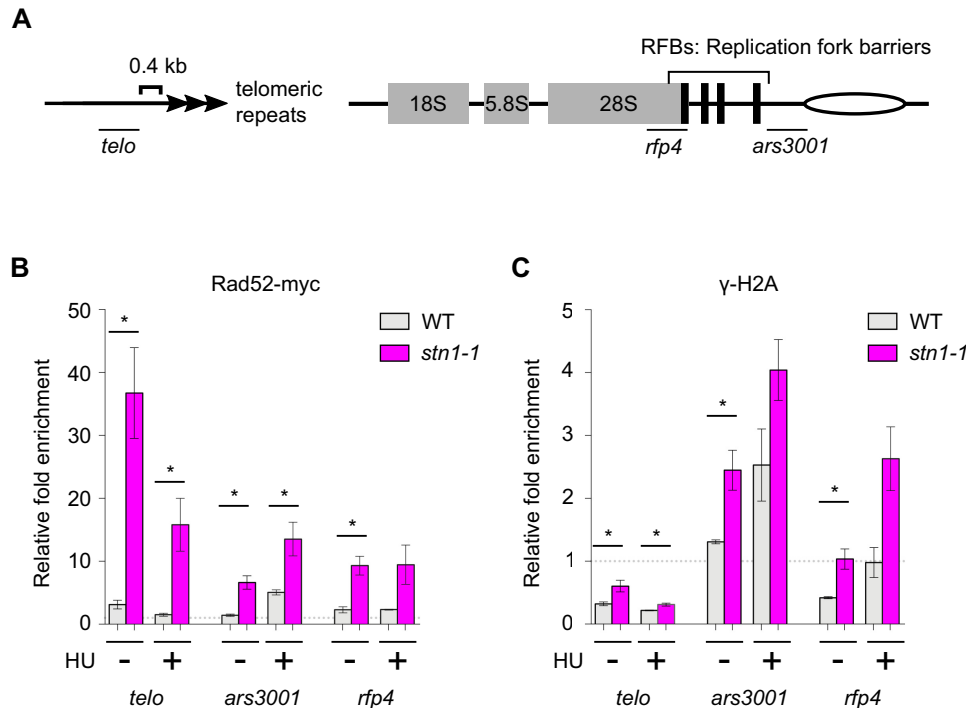 A
RFBs: Replication fork barriers
0.4 kb
telomeric
repeats
18S
5.8S
28S
telo
rfp4
ars3001
B
Rad52-myc
Relative fold enrichment
50
40
30
20
10
0
WT
stn1-1
*
*
*
*
*
HU - + - + - +
telo ars3001 rfp4
C
γ-H2A
Relative fold enrichment
5
4
3
2
1
0
WT
stn1-1
*
*
*
*
HU - + - + - +
telo ars3001 rfp4